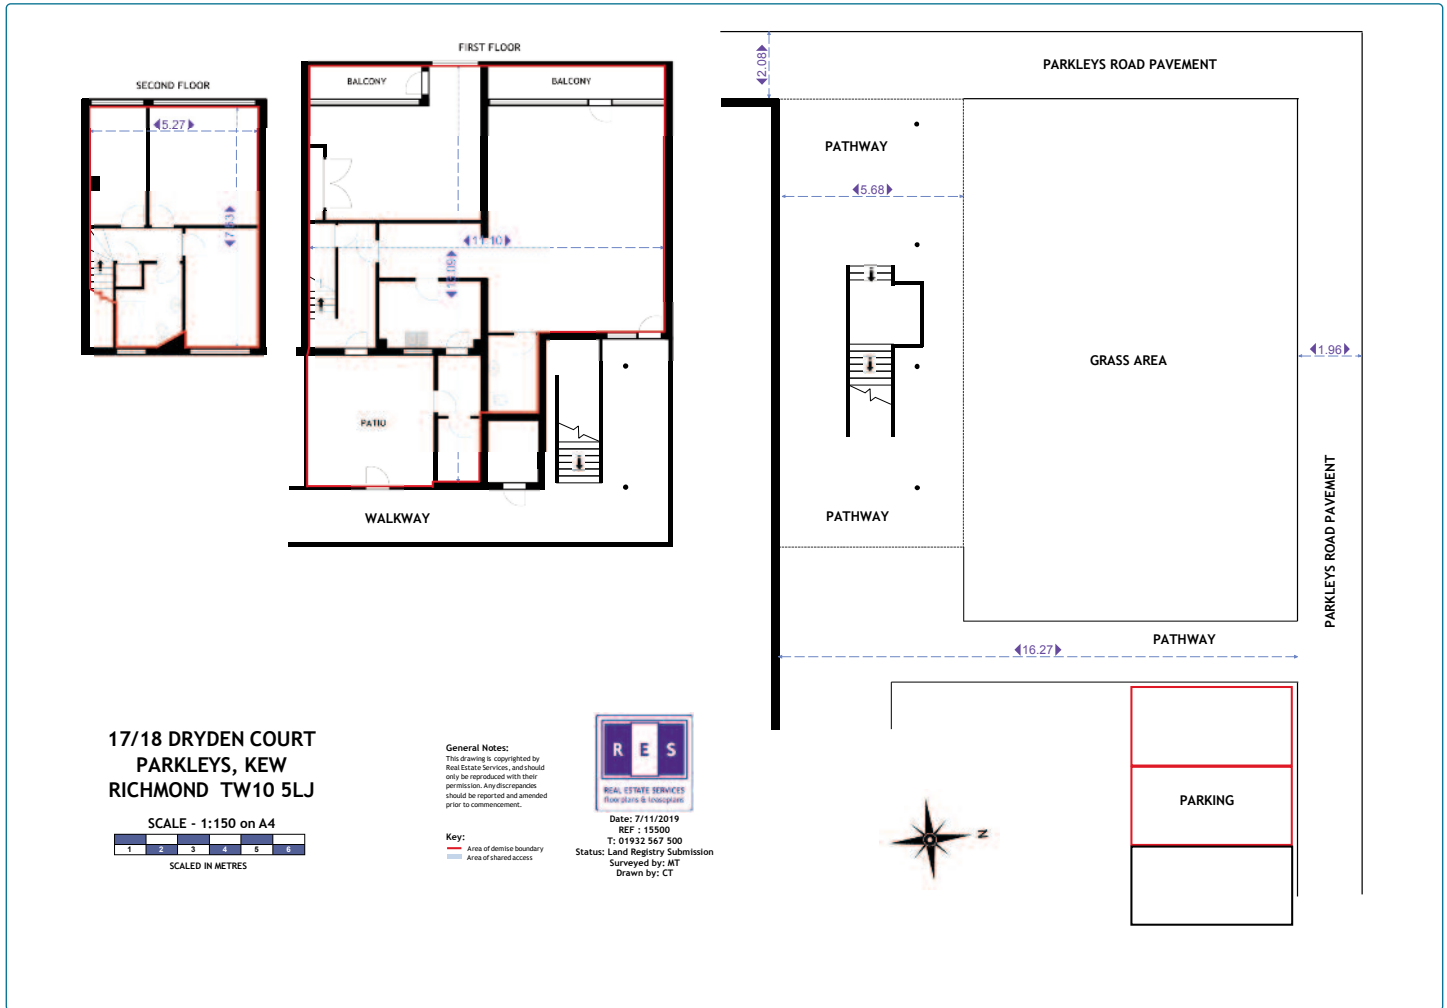 SECOND FLOOR
5.27
7.63
FIRST FLOOR
BALCONY
BALCONY
11.10
PATIO
WALKWAY
2.08
PARKLEYS ROAD PAVEMENT
PATHWAY
5.68
GRASS AREA
1.96
PARKLEYS ROAD PAVEMENT
PATHWAY
PATHWAY
16.27
PARKING
N
17/18 DRYDEN COURT
PARKLEYS, KEW
RICHMOND TW10 5LJ
SCALE - 1:150 on A4
1 2 3 4 5 6
SCALED IN METRES
General Notes:
This drawing is copyrighted by
Real Estate Services, and should
only be reproduced with their
permission. Any discrepancies
should be reported and amended
prior to commencement.
Key:
Area of demise boundary
Area of shared access
R E S
REAL ESTATE SERVICES
floorplans & leaseplans
Date: 7/11/2019
REF : 15500
T: 01932 567 500
Status: Land Registry Submission
Surveyed by: MT
Drawn by: CT